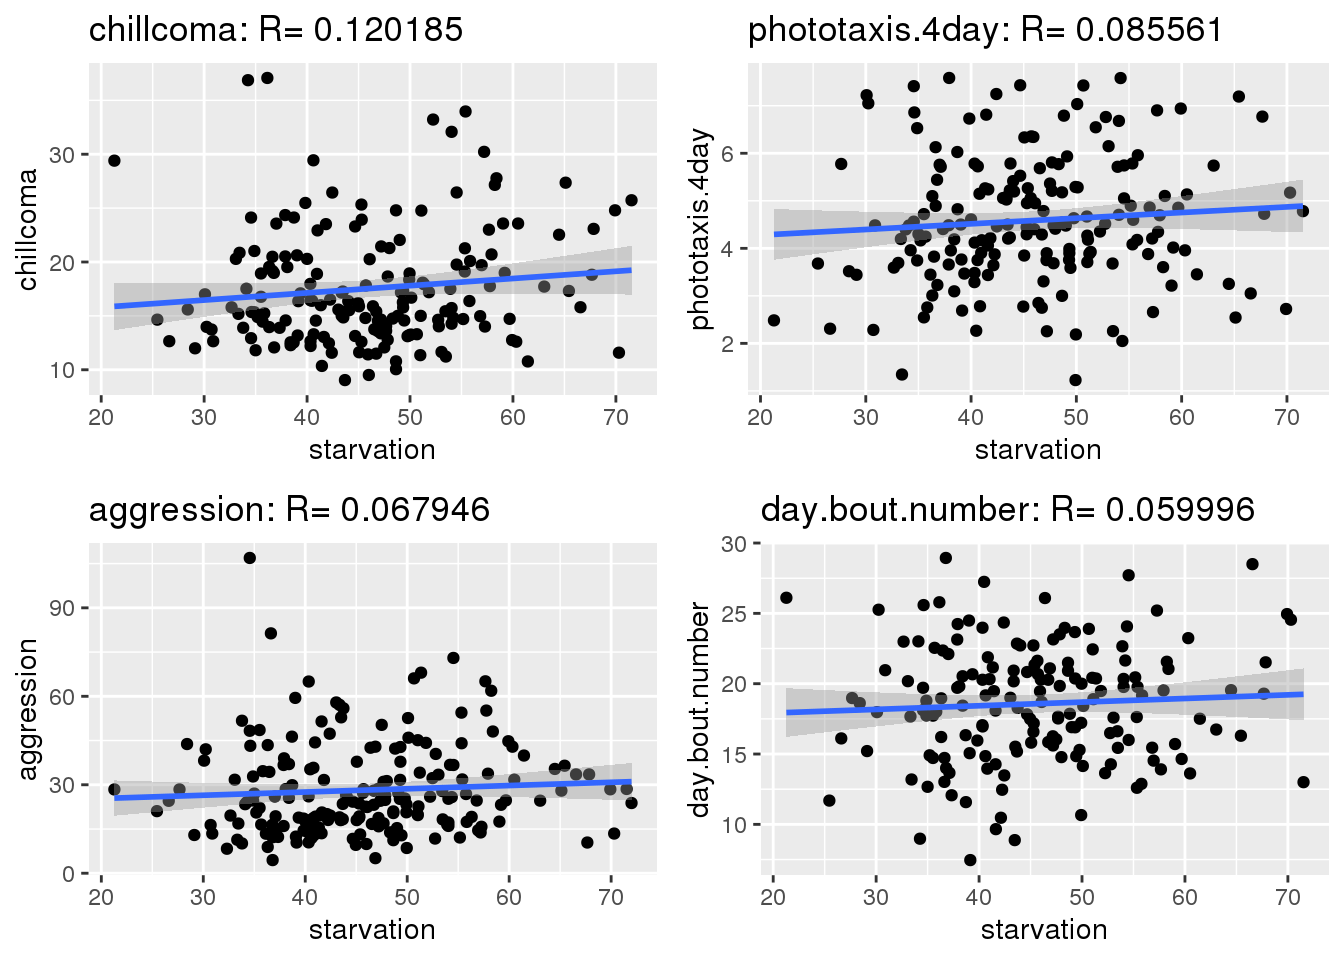 chillcoma: R= 0.120185
chillcoma
30
20
10
20 30 40 50 60 70
starvation
phototaxis.4day: R= 0.085561
phototaxis.4day
6
4
2
20 30 40 50 60 70
starvation
aggression: R= 0.067946
aggression
90
60
30
0
20 30 40 50 60 70
starvation
day.bout.number: R= 0.059996
day.bout.number
30
25
20
15
10
20 30 40 50 60 70
starvation